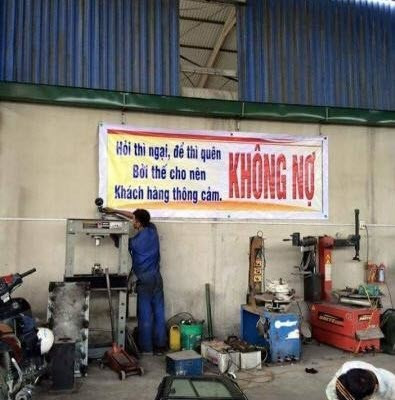 Hỏi thì ngại, để thì quên
Bởi thế cho nên
Khách hàng thông cảm.
KHÔNG NỢ